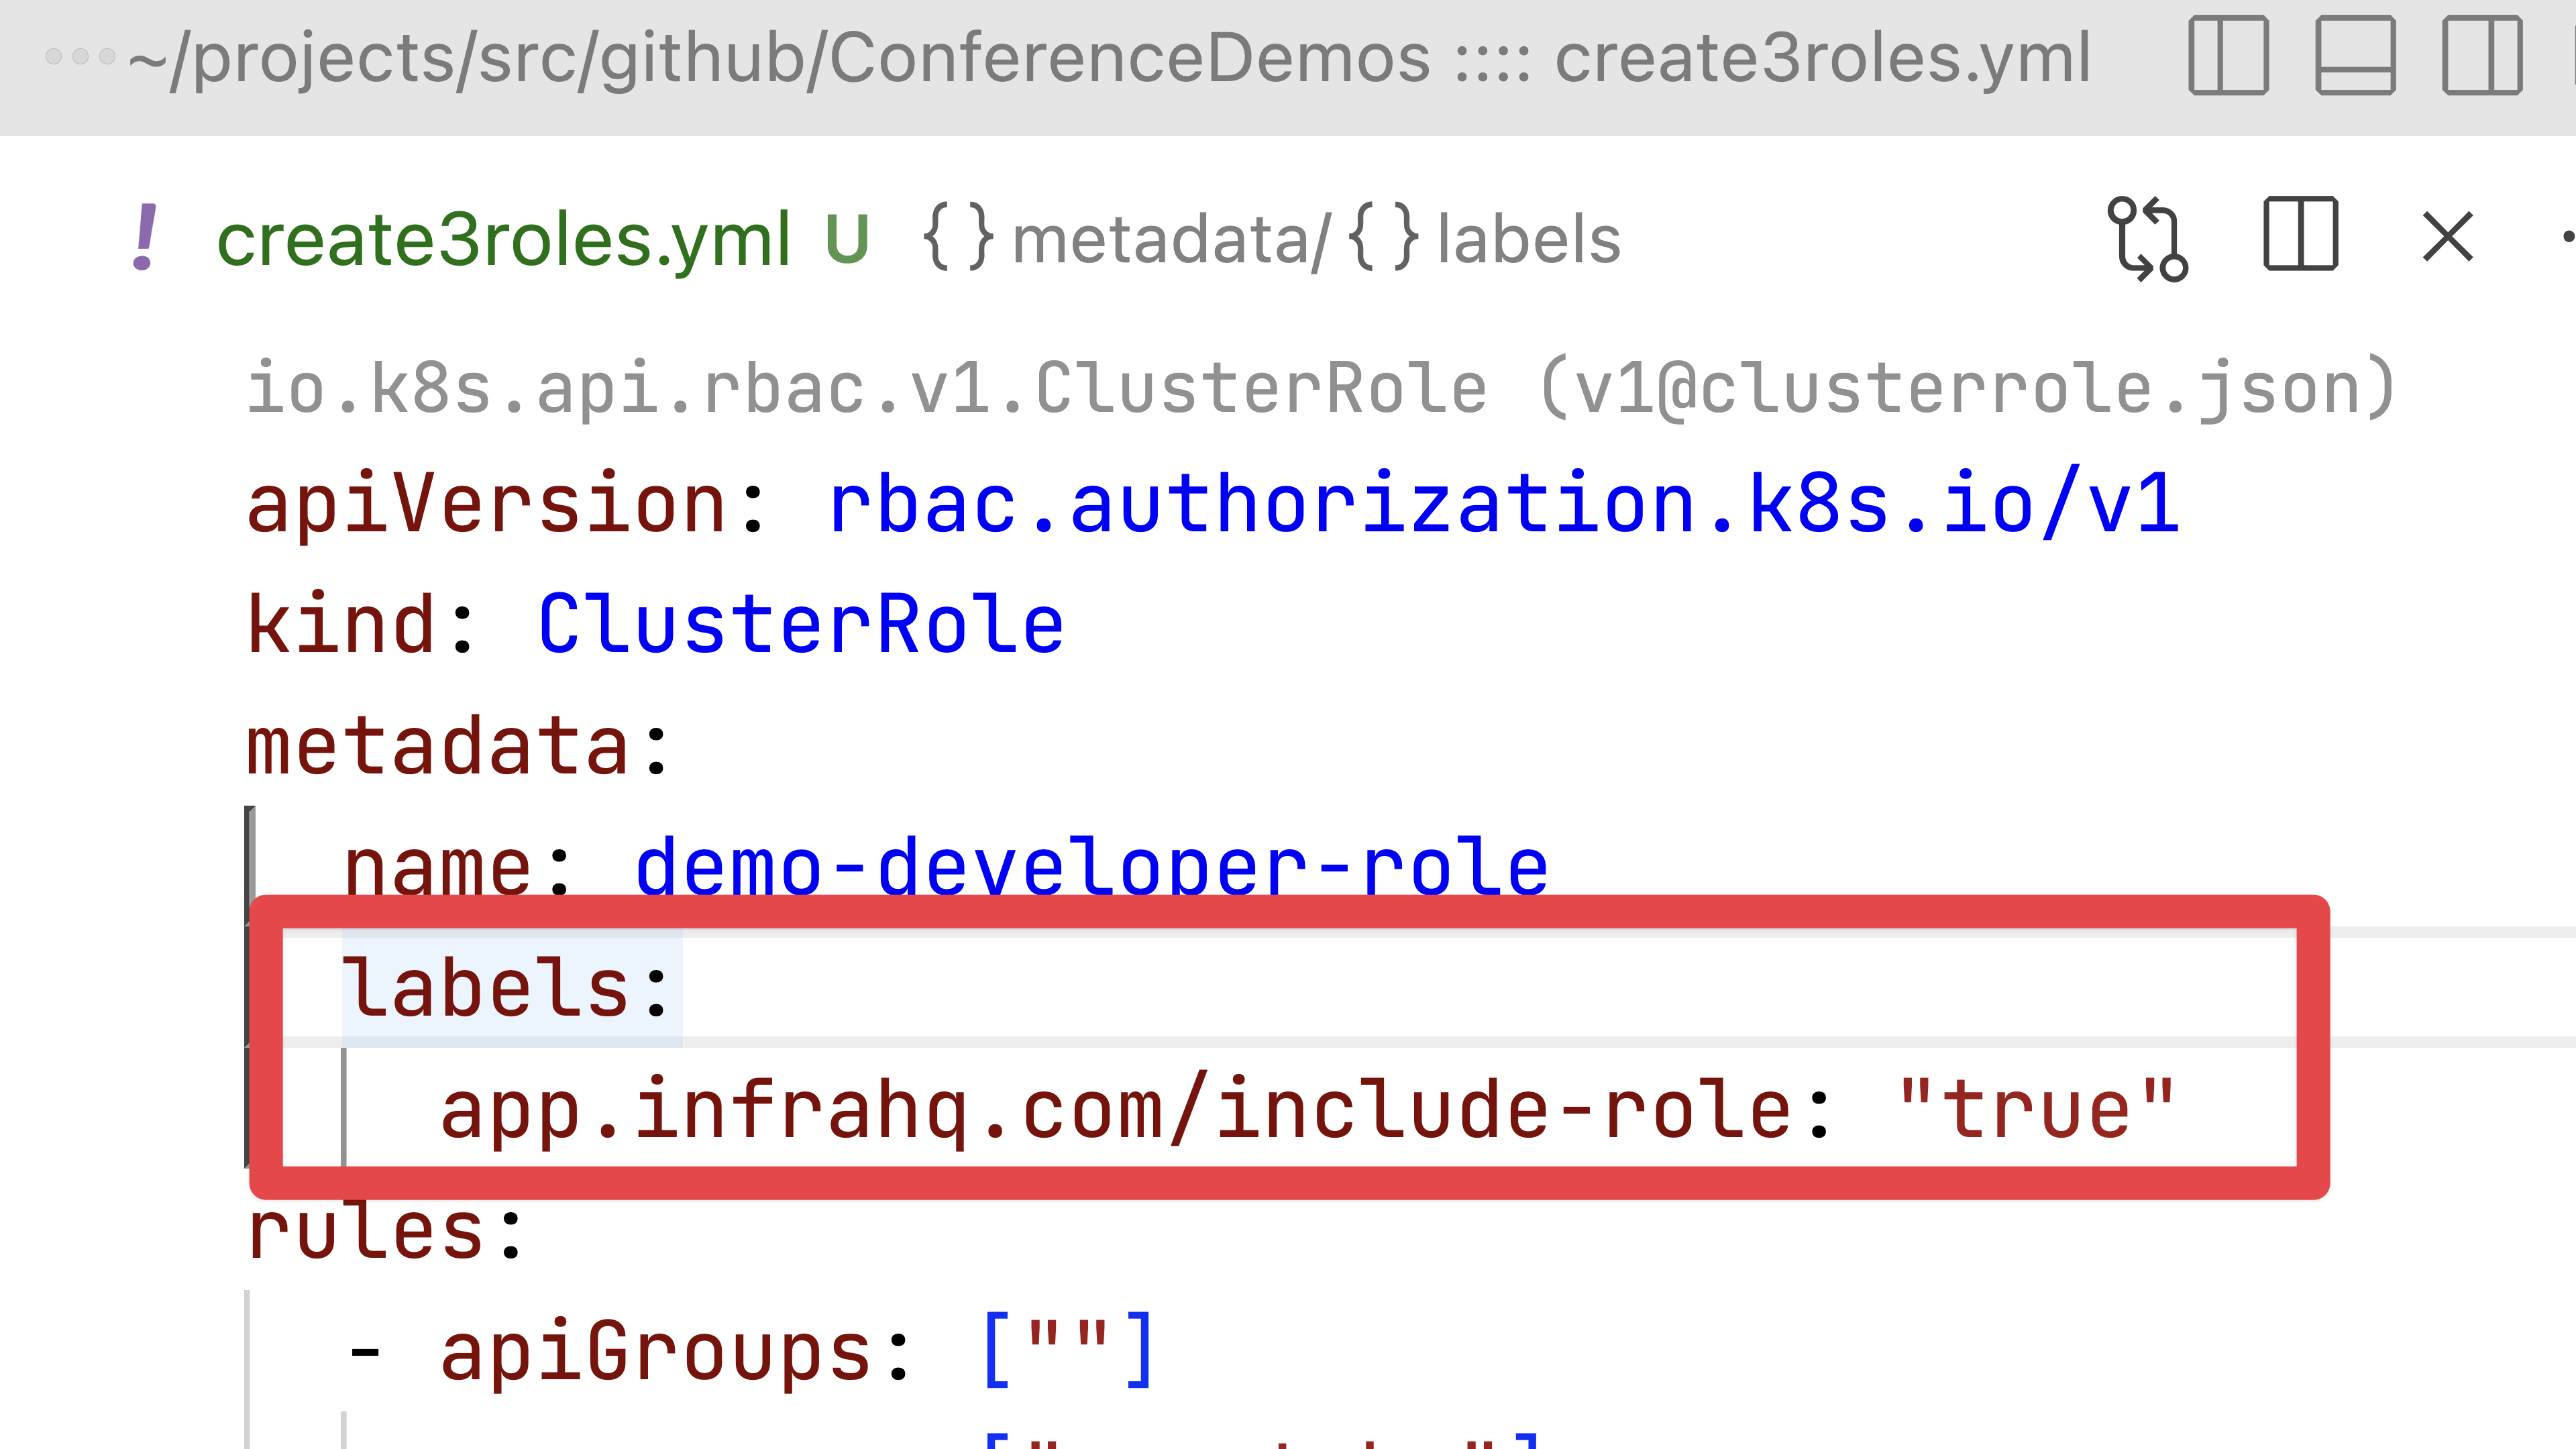 ~/projects/src/github/ConferenceDemos :::: create3roles.yml
! create3roles.yml U {} metadata/ {} labels
io.k8s.api.rbac.v1.ClusterRole (v1@clusterrole.json)
apiVersion: rbac.authorization.k8s.io/v1
kind: ClusterRole
metadata:
  name: demo-developer-role
  labels:
    app.infrahq.com/include-role: "true"
rules:
  - apiGroups: [""]